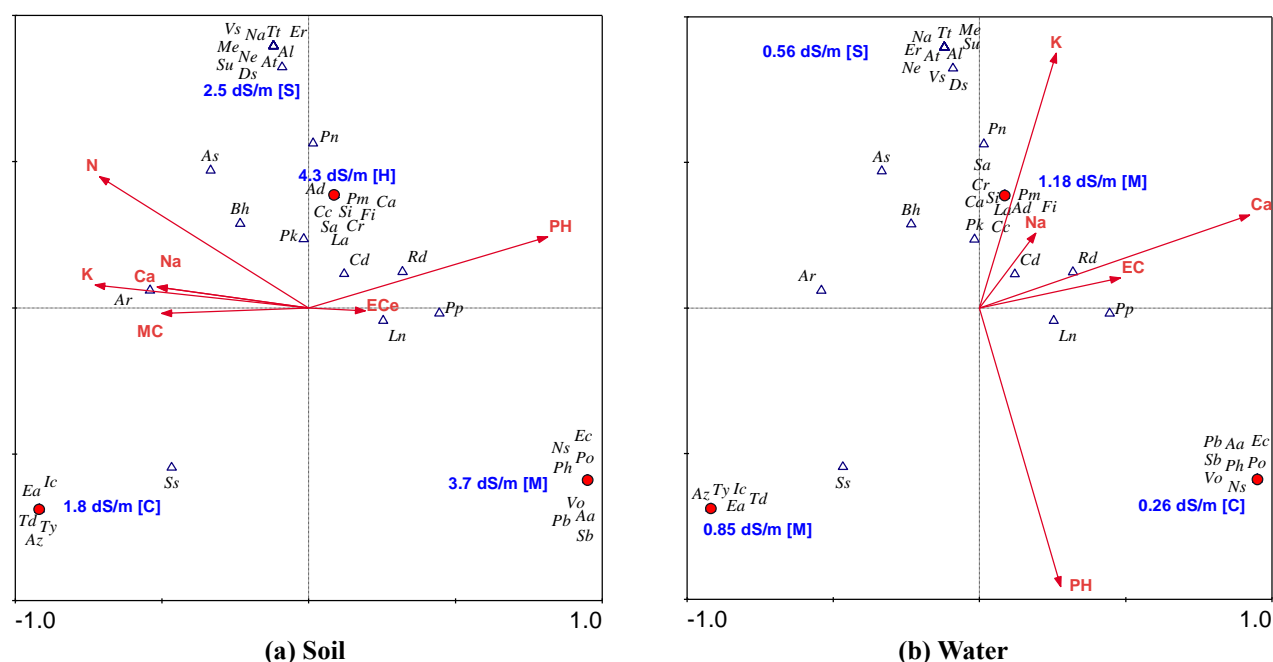 Vs Na Tt Er
Me Ne Al
Su At
Ds
2.5 dS/m [S]
Pn
N
As
4.3 dS/m [H]
Ad Pm Ca
Cc Si Fi
Sa Cr
La
Bh
Pk
PH
Na
Cd Rd
K Ca
Ar
ECe
Pp
MC
Ln
Ec
Ns
Po
Ph
Ss
3.7 dS/m [M]
Ea Ic
1.8 dS/m [C]
Vo
Td Ty
Pb Aa
Az
Sb
-1.0 1.0
(a) Soil
Na Tt Me
Er Al Su
At
Ne Vs Ds
0.56 dS/m [S]
K
Pn
As
Sa
Cr
1.18 dS/m [M]
Si Pm
Ca La Ad Fi
Cc
Bh
Na
Pk
Ca
Cd Rd
EC
Ar
Pp
Ln
Pb Aa Ec
Sb Ph Po
Vo Ns
Ss
0.26 dS/m [C]
Az Ty Ic
Ea Td
0.85 dS/m [M]
PH
-1.0 1.0
(b) Water